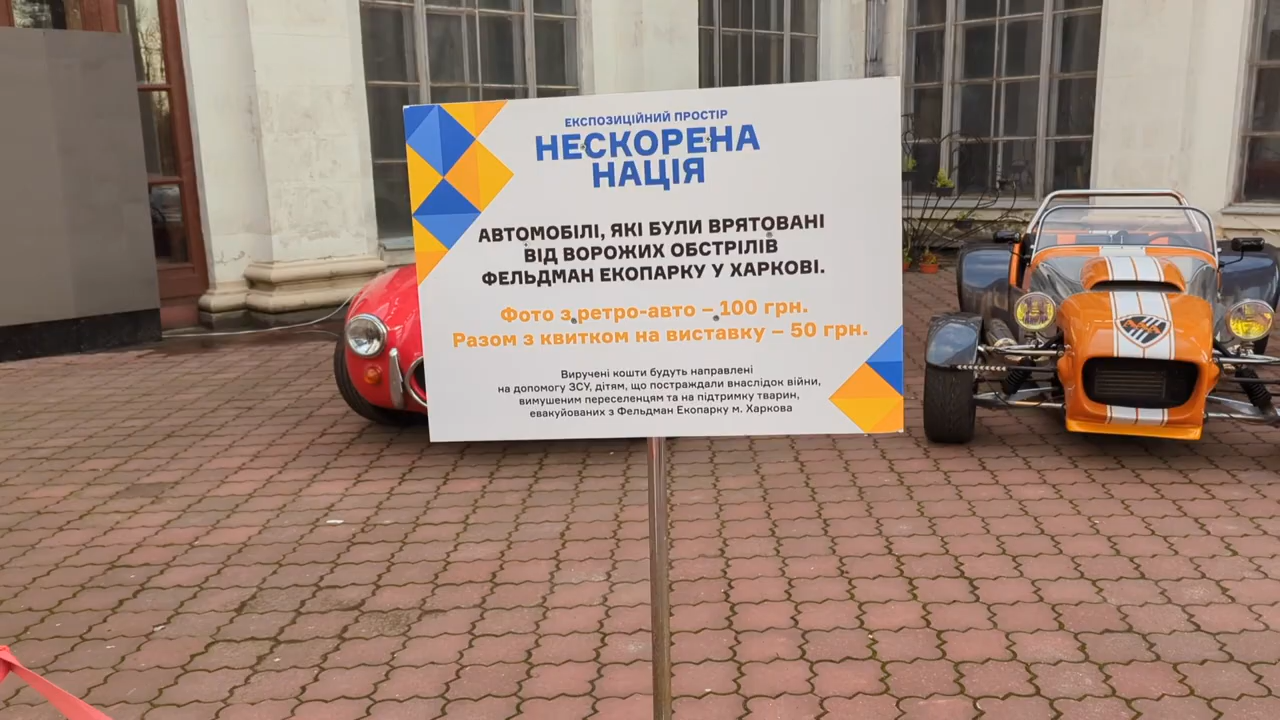 ЕКСПОЗИЦІЙНИЙ ПРОСТІР
НЕСКОРЕНА
НАЦІЯ
АВТОМОБІЛІ, ЯКІ БУЛИ ВРЯТОВАНІ
ВІД ВОРОЖИХ ОБСТРІЛІВ
ФЕЛЬДМАН ЕКОПАРКУ У ХАРКОВІ.
Фото з ретро-авто – 100 грн.
Разом з квитком на виставку – 50 грн.
Виручені кошти будуть направлені
на допомогу ЗСУ, дітям, що постраждали внаслідок війни,
вимушеним переселенцям та на підтримку тварин,
евакуйованих з Фельдман Екопарку м. Харкова